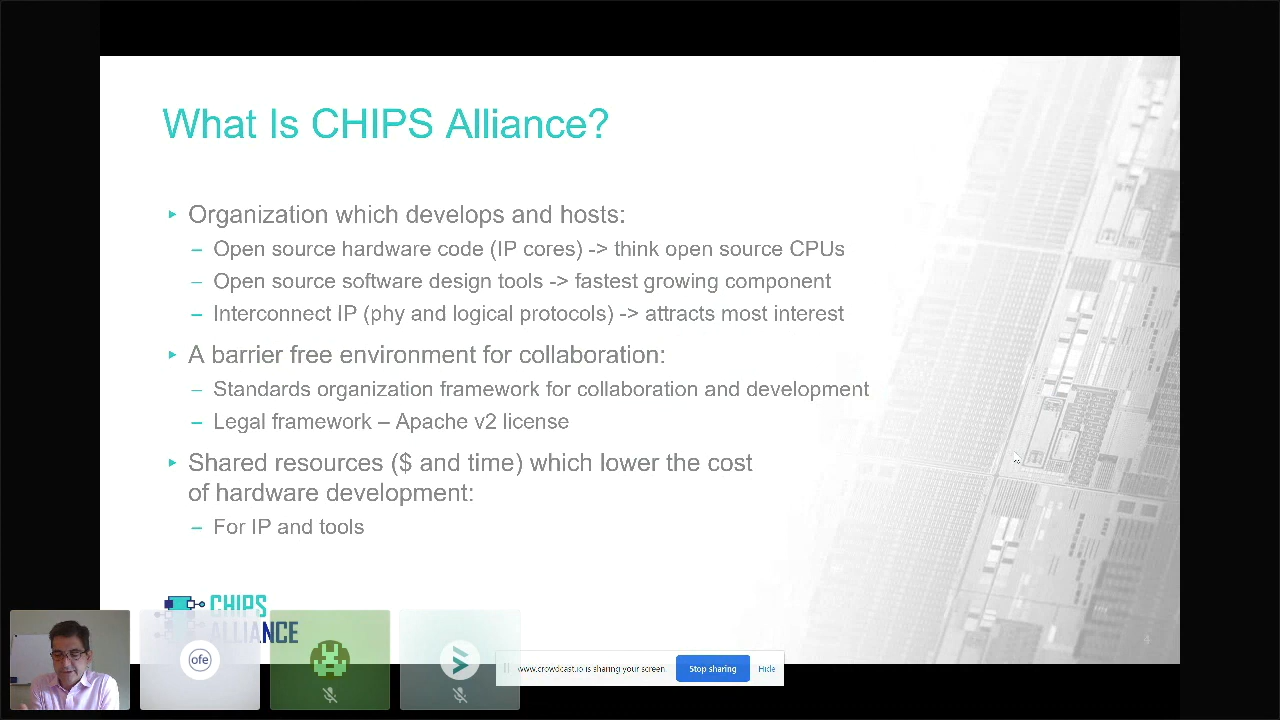 What Is CHIPS Alliance?
▸ Organization which develops and hosts:
– Open source hardware code (IP cores) -> think open source CPUs
– Open source software design tools -> fastest growing component
– Interconnect IP (phy and logical protocols) -> attracts most interest
▸ A barrier free environment for collaboration:
– Standards organization framework for collaboration and development
– Legal framework – Apache v2 license
▸ Shared resources ($ and time) which lower the cost
of hardware development:
– For IP and tools
CHIPS
ALLIANCE
4
ofe
www.crowdcast.io is sharing your screen.
Stop sharing
Hide